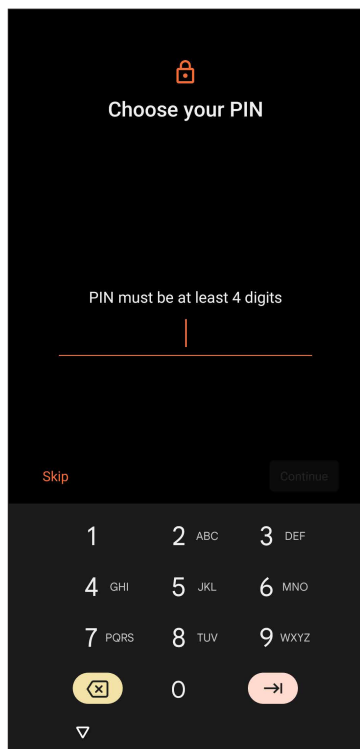 Choose your PIN
PIN must be at least 4 digits
Skip Continue
1 2 ABC 3 DEF
4 GHI 5 JKL 6 MNO
7 PQRS 8 TUV 9 WXYZ
0